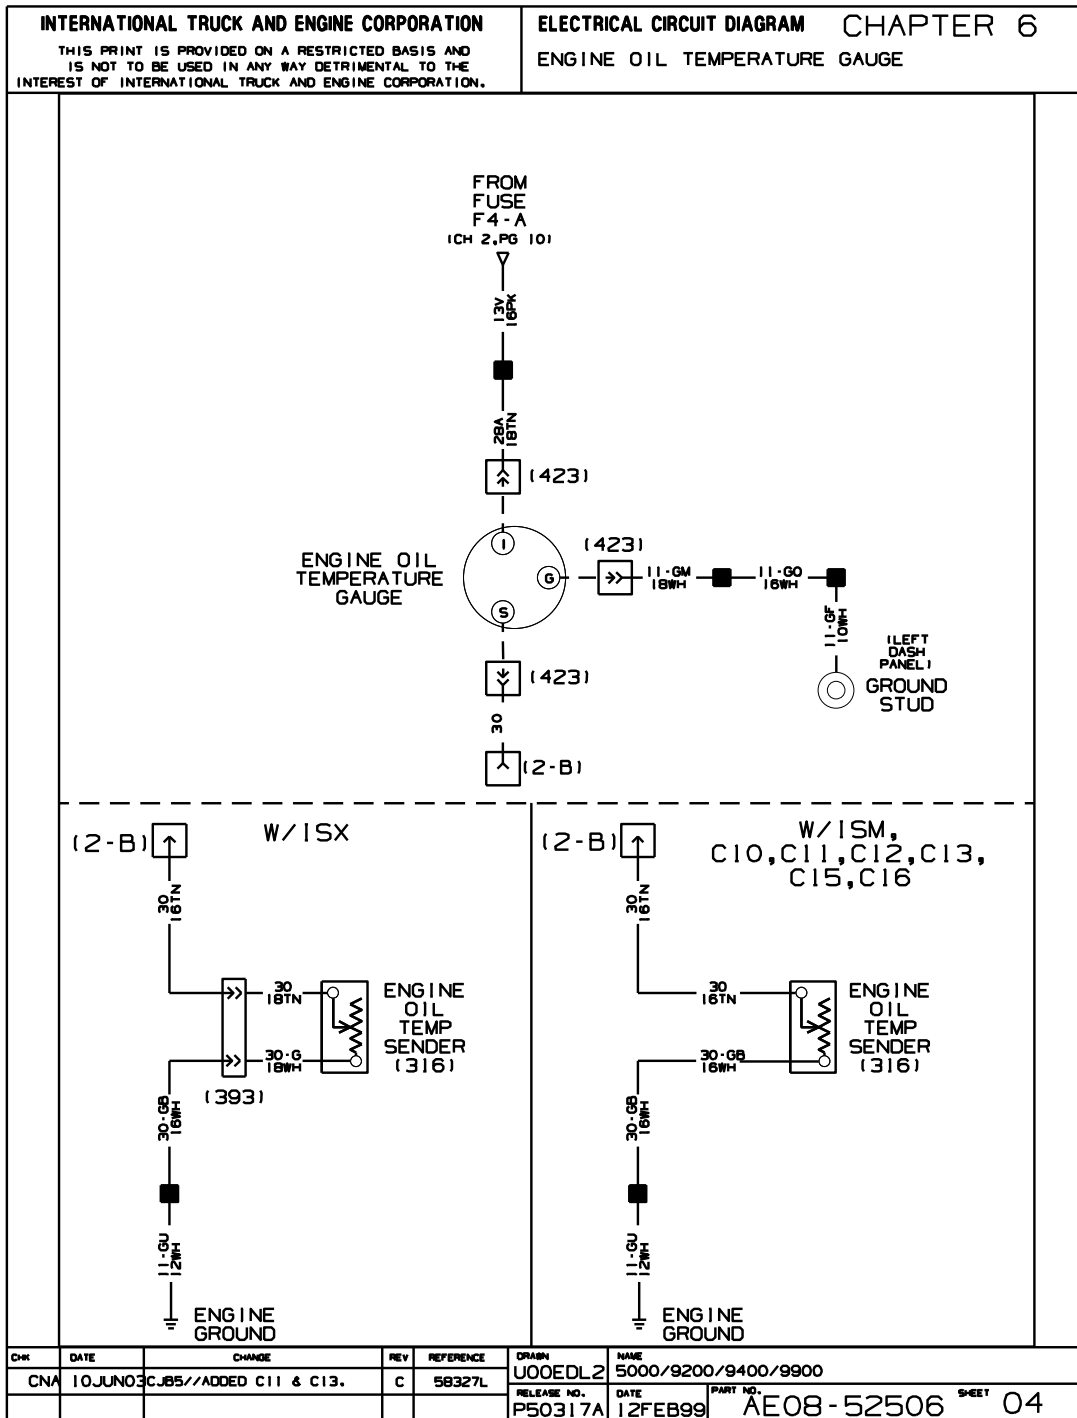 INTERNATIONAL TRUCK AND ENGINE CORPORATION
THIS PRINT IS PROVIDED ON A RESTRICTED BASIS AND
IS NOT TO BE USED IN ANY WAY DETRIMENTAL TO THE
INTEREST OF INTERNATIONAL TRUCK AND ENGINE CORPORATION.
ELECTRICAL CIRCUIT DIAGRAM CHAPTER 6
ENGINE OIL TEMPERATURE GAUGE
FROM
FUSE
F4-A
(CH 2,PG 10)
13V
16PK
28A
18TN
(423)
ENGINE OIL
TEMPERATURE
GAUGE
I
G
S
(423)
11-GM
18WH
11-GO
16WH
11-GF
10WH
(LEFT
DASH
PANEL)
GROUND
STUD
(423)
30
(2-B)
(2-B)
W/ISX
30
16TN
30
18TN
30-G
18WH
(393)
ENGINE
OIL
TEMP
SENDER
(316)
30-GB
16WH
11-GU
12WH
ENGINE
GROUND
(2-B)
W/ISM,
C10,C11,C12,C13,
C15,C16
30
16TN
30
16TN
30-GB
16WH
ENGINE
OIL
TEMP
SENDER
(316)
30-GB
16WH
11-GU
12WH
ENGINE
GROUND
CHK DATE CHANGE REV REFERENCE
CNA 10JUN03 CJB5//ADDED C11 & C13. C 58327L
DRAWN
U00EDL2
NAME
5000/9200/9400/9900
RELEASE NO.
P50317A
DATE
12FEB99
PART NO.
AE08-52506
SHEET 04